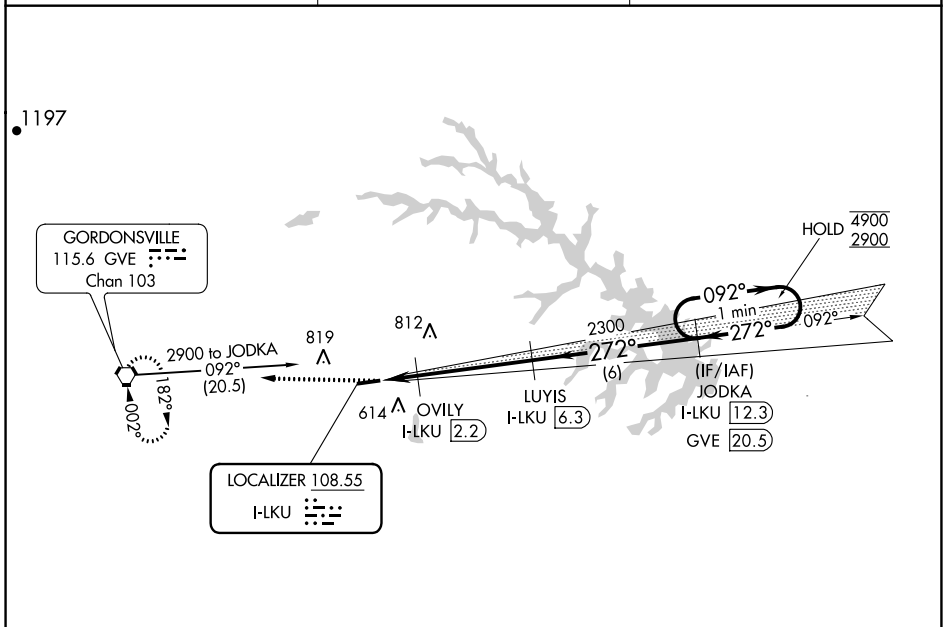 1197
GORDONSVILLE
115.6 GVE
Chan 103
2900 to JODKA
092°
(20.5)
182°
002°
819
812
614
OVILY
I-LKU 2.2
LOCALIZER 108.55
I-LKU
LUYIS
I-LKU 6.3
2300
272°
(6)
HOLD 4900
2900
092°
1 min
272°
092°
(IF/IAF)
JODKA
I-LKU 12.3
GVE 20.5